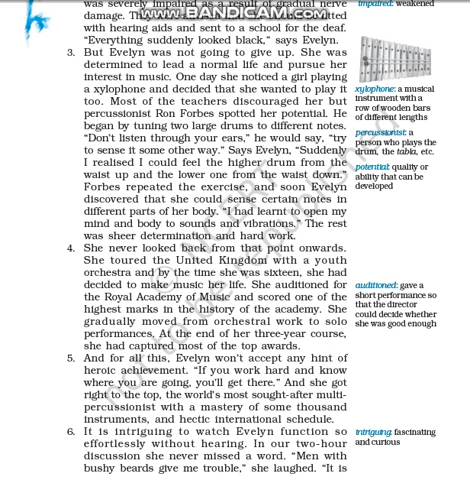 was severely impaired as a result of gradual nerve
damage.
www.BANDICAM.com
with hearing aids and sent to a school for the deaf.
“Everything suddenly looked black,” says Evelyn.
3. But Evelyn was not going to give up. She was
determined to lead a normal life and pursue her
interest in music. One day she noticed a girl playing
a xylophone and decided that she wanted to play it
too. Most of the teachers discouraged her but
percussionist Ron Forbes spotted her potential. He
began by tuning two large drums to different notes.
“Don't listen through your ears,” he would say, “try
to sense it some other way.” Says Evelyn, “Suddenly
I realised I could feel the higher drum from the
waist up and the lower one from the waist down.”
Forbes repeated the exercise, and soon Evelyn
discovered that she could sense certain notes in
different parts of her body. “I had learnt to open my
mind and body to sounds and vibrations.” The rest
was sheer determination and hard work.
4. She never looked back from that point onwards.
She toured the United Kingdom with a youth
orchestra and by the time she was sixteen, she had
decided to make music her life. She auditioned for
the Royal Academy of Music and scored one of the
highest marks in the history of the academy. She
gradually moved from orchestral work to solo
performances. At the end of her three-year course,
she had captured most of the top awards.
5. And for all this, Evelyn won't accept any hint of
heroic achievement. “If you work hard and know
where you are going, you'll get there.” And she got
right to the top, the world's most sought-after multi-
percussionist with a mastery of some thousand
instruments, and hectic international schedule.
6. It is intriguing to watch Evelyn function so
effortlessly without hearing. In our two-hour
discussion she never missed a word. “Men with
bushy beards give me trouble,” she laughed. “It is
impaired: weakened
xylophone: a musical
instrument with a
row of wooden bars
of different lengths
percussionist: a
person who plays the
drum, the tabla, etc.
potential: quality or
ability that can be
developed
auditioned: gave a
short performance so
that the director
could decide whether
she was good enough
intriguing: fascinating
and curious